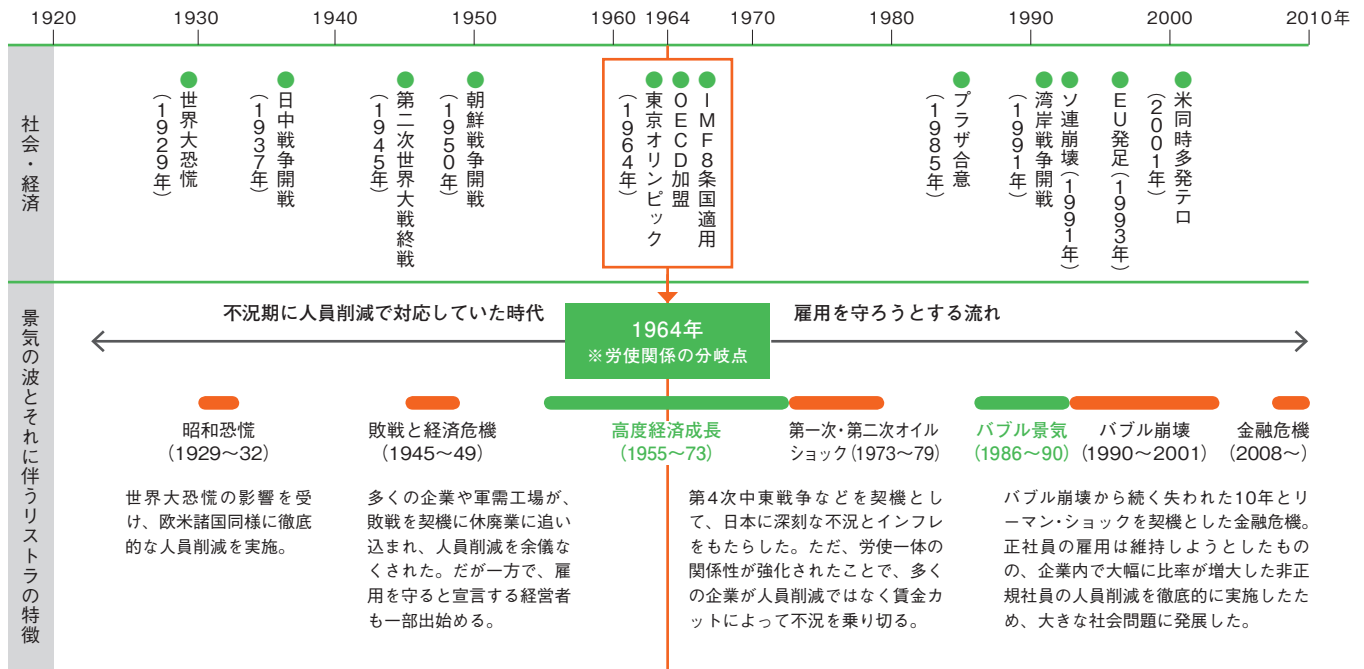 1920
1930
1940
1950
1960
1964
1970
1980
1990
2000
2010年
社会・経済
世界大恐慌
(1929年)
日中戦争開戦
(1937年)
第二次世界大戦終戦
(1945年)
朝鮮戦争開戦
(1950年)
IMF8条国適用
OECD加盟
東京オリンピック
(1964年)
プラザ合意
(1985年)
湾岸戦争開戦
(1991年)
ソ連崩壊(1991年)
EU発足(1993年)
米同時多発テロ
(2001年)
景気の波とそれに伴うリストラの特徴
不況期に人員削減で対応していた時代
1964年
※労使関係の分岐点
雇用を守ろうとする流れ
昭和恐慌
(1929〜32)
世界大恐慌の影響を受
け、欧米諸国同様に徹底
的な人員削減を実施。
敗戦と経済危機
(1945〜49)
多くの企業や軍需工場が、
敗戦を契機に休廃業に追い
込まれ、人員削減を余儀な
くされた。だが一方で、雇
用を守ると宣言する経営者
も一部出始める。
高度経済成長
(1955〜73)
第一次・第二次オイル
ショック(1973〜79)
第4次中東戦争などを契機とし
て、日本に深刻な不況とインフレ
をもたらした。ただ、労使一体の
関係性が強化されたことで、多く
の企業が人員削減ではなく賃金カ
ットによって不況を乗り切る。
バブル景気
(1986〜90)
バブル崩壊
(1990〜2001)
金融危機
(2008〜)
バブル崩壊から続く失われた10年とリ
ーマン・ショックを契機とした金融危機。
正社員の雇用は維持しようとしたもの
の、企業内で大幅に比率が増大した非正
規社員の人員削減を徹底的に実施したた
め、大きな社会問題に発展した。